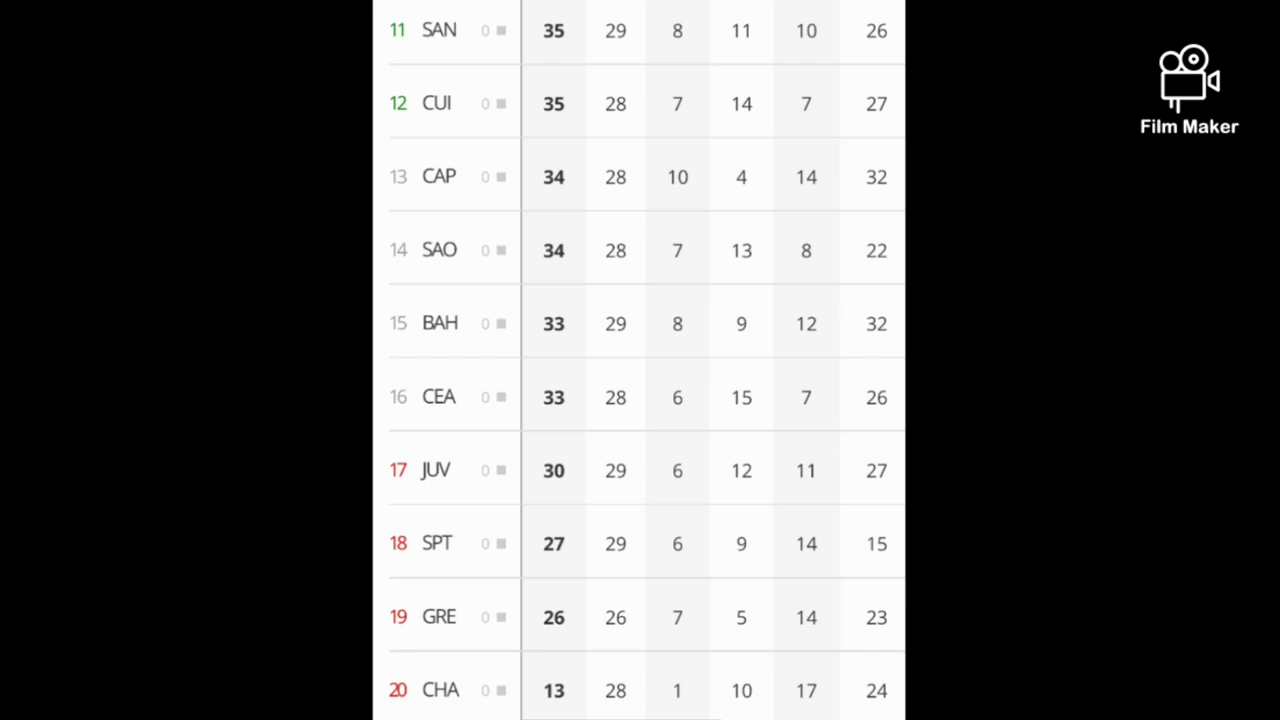 11 SAN 0 35 29 8 11 10 26
12 CUI 0 35 28 7 14 7 27
13 CAP 0 34 28 10 4 14 32
14 SAO 0 34 28 7 13 8 22
15 BAH 0 33 29 8 9 12 32
16 CEA 0 33 28 6 15 7 26
17 JUV 0 30 29 6 12 11 27
18 SPT 0 27 29 6 9 14 15
19 GRE 0 26 26 7 5 14 23
20 CHA 0 13 28 1 10 17 24
Film Maker